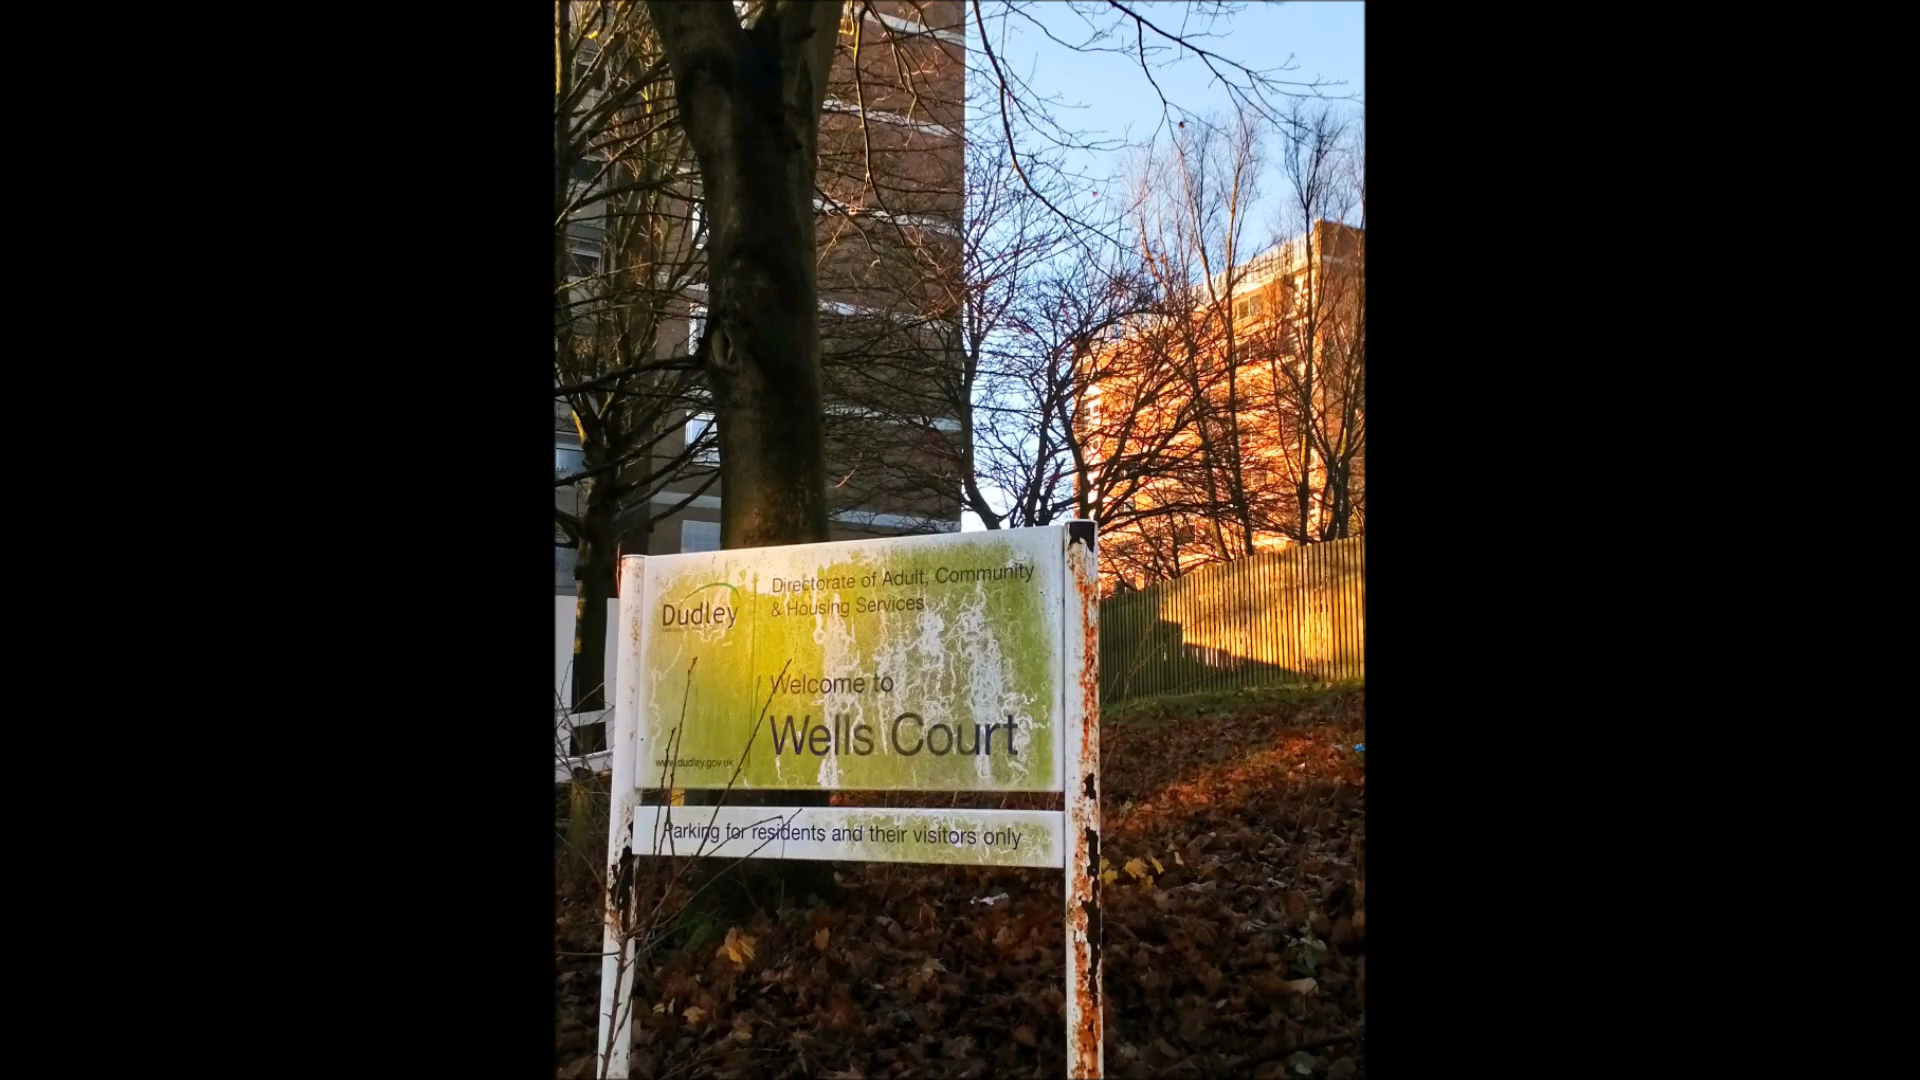 Dudley
Directorate of Adult, Community
& Housing Services
Welcome to
Wells Court
www.dudley.gov.uk
Parking for residents and their visitors only